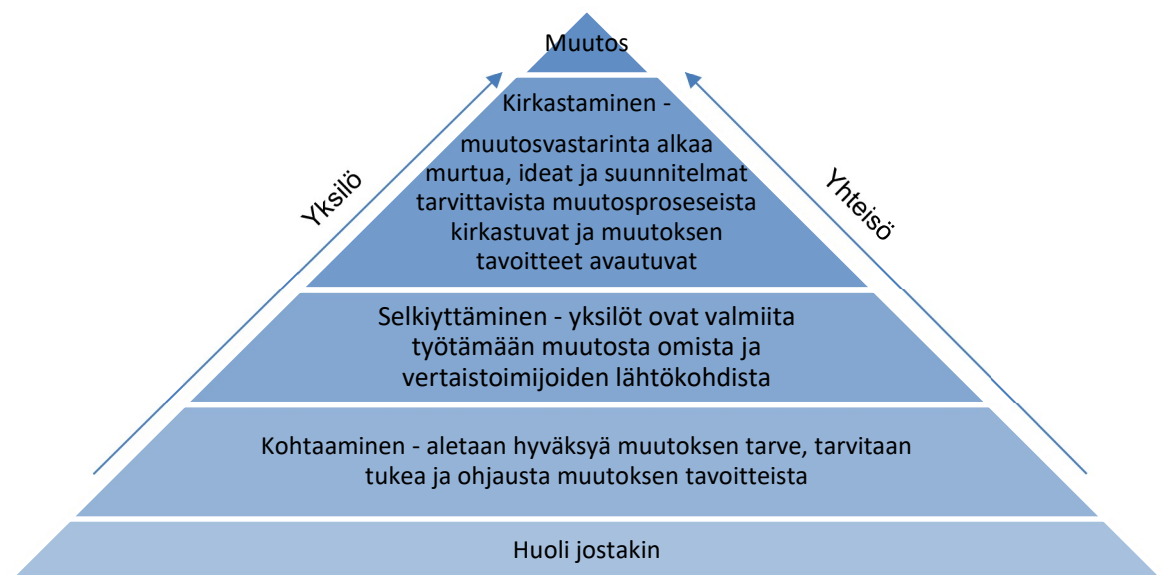 Muutos
Kirkastaminen -
muutosvastarinta alkaa
murtua, ideat ja suunnitelmat
tarvittavista muutosproseseista
kirkastuvat ja muutoksen
tavoitteet avautuvat
Yksilö
Yhteisö
Selkiyttäminen - yksilöt ovat valmiita
työtämään muutosta omista ja
vertaistoimijoiden lähtökohdista
Kohtaaminen - aletaan hyväksyä muutoksen tarve, tarvitaan
tukea ja ohjausta muutoksen tavoitteista
Huoli jostakin